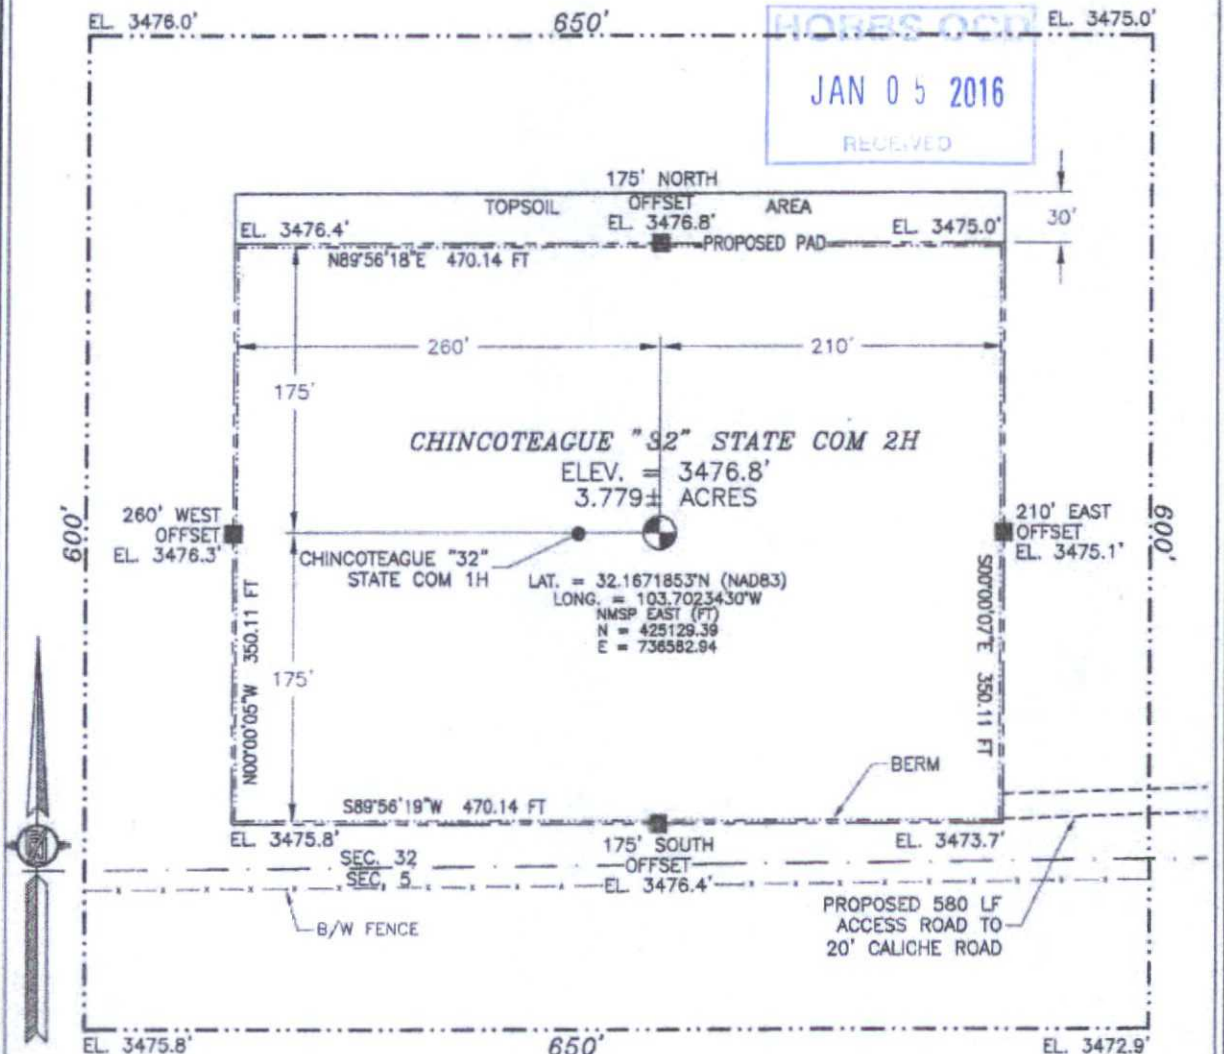 EL. 3476.0'
650'
EL. 3475.0'
HOBBS OCD
JAN 05 2016
RECEIVED
175' NORTH
OFFSET
EL. 3476.8'
TOPSOIL
AREA
30'
EL. 3476.4'
EL. 3475.0'
PROPOSED PAD
N89°56'18"E 470.14 FT
260'
210'
175'
CHINCOTEAGUE "32" STATE COM 2H
ELEV. = 3476.8'
3.779± ACRES
600'
260' WEST
OFFSET
EL. 3476.3'
210' EAST
OFFSET
EL. 3475.1'
600'
CHINCOTEAGUE "32"
STATE COM 1H
LAT. = 32.1671853°N (NAD83)
LONG. = 103.7023430°W
NMSP EAST (FT)
N = 425129.39
E = 736582.94
N00°00'05"W 350.11 FT
S00°00'07"E 350.11 FT
175'
BERM
S89°56'19"W 470.14 FT
EL. 3475.8'
175' SOUTH
OFFSET
EL. 3476.4'
EL. 3473.7'
SEC. 32
SEC. 5
B/W FENCE
PROPOSED 580 LF
ACCESS ROAD TO
20' CALICHE ROAD
EL. 3475.8'
650'
EL. 3472.9'